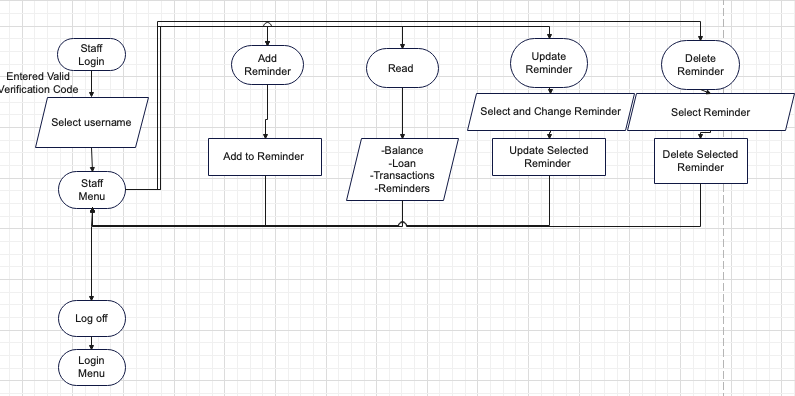 Staff
Login
Entered Valid
Verification Code
Select username
Staff
Menu
Log off
Login
Menu
Add
Reminder
Add to Reminder
Read
-Balance
-Loan
-Transactions
-Reminders
Update
Reminder
Select and Change Reminder
Update Selected
Reminder
Delete
Reminder
Select Reminder
Delete Selected
Reminder